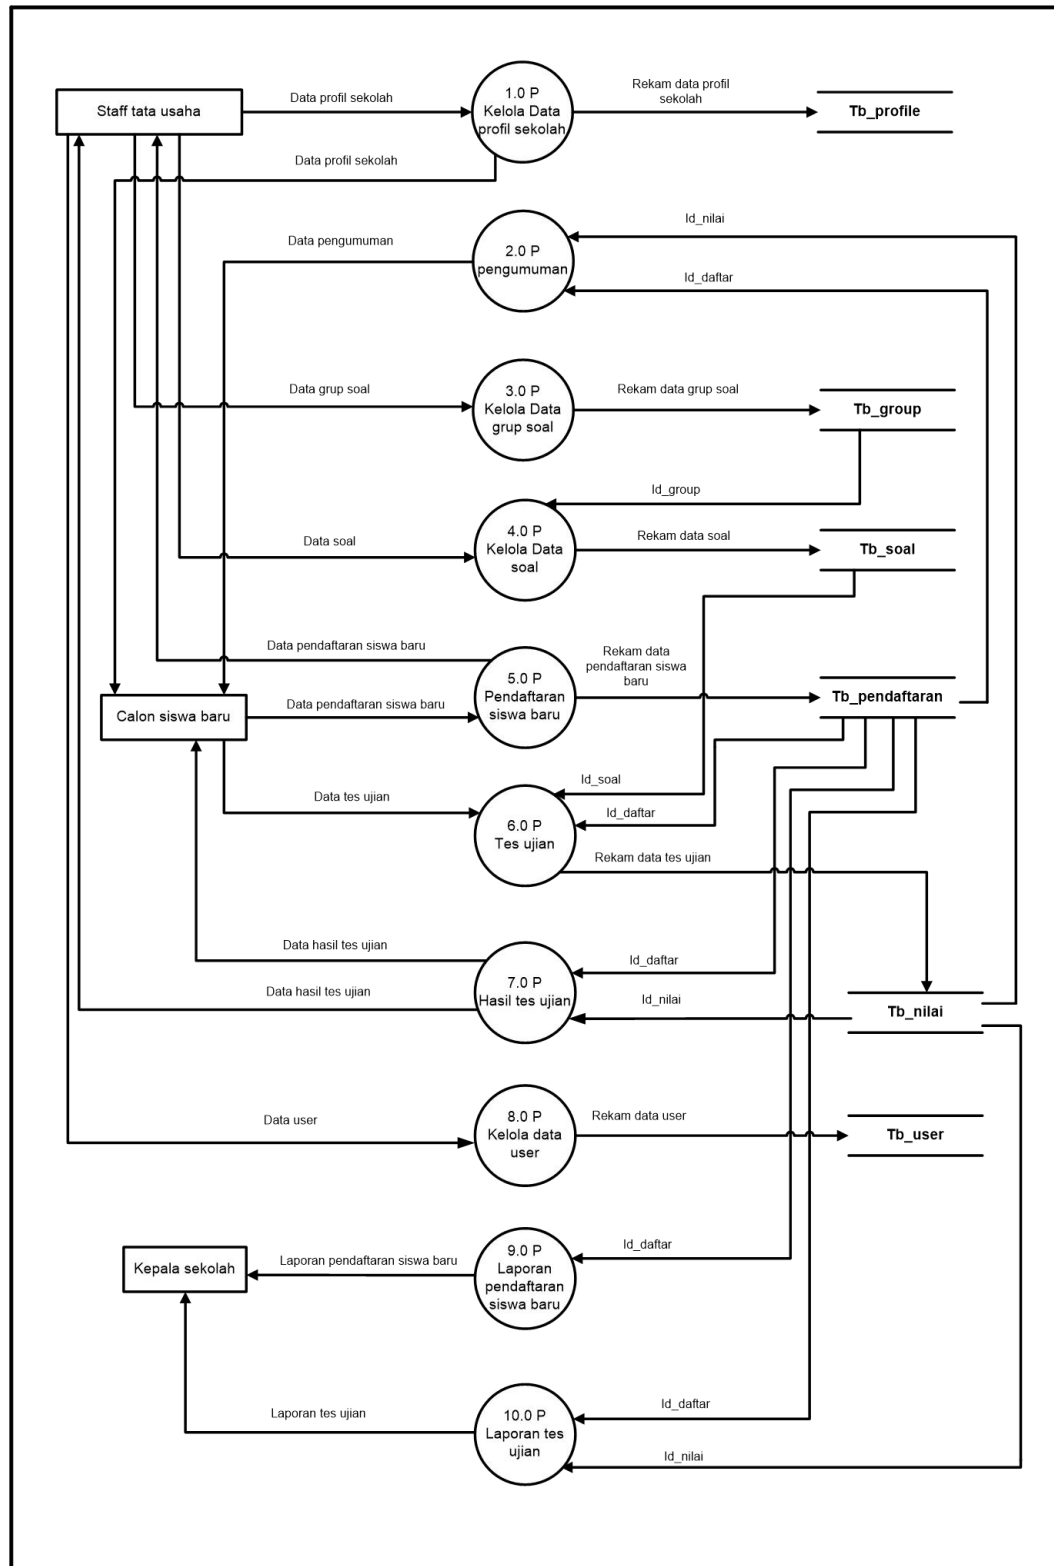 Staff tata usaha
Data profil sekolah
1.0 P
Kelola Data
profil sekolah
Rekam data profil
sekolah
Tb_profile
Data profil sekolah
Id_nilai
Data pengumuman
2.0 P
pengumuman
Id_daftar
Data grup soal
3.0 P
Kelola Data
grup soal
Rekam data grup soal
Tb_group
Id_group
Data soal
4.0 P
Kelola Data
soal
Rekam data soal
Tb_soal
Data pendaftaran siswa baru
Rekam data
pendaftaran siswa
baru
5.0 P
Pendaftaran
siswa baru
Tb_pendaftaran
Calon siswa baru
Data pendaftaran siswa baru
Id_soal
Data tes ujian
6.0 P
Tes ujian
Id_daftar
Rekam data tes ujian
Data hasil tes ujian
Id_daftar
7.0 P
Hasil tes ujian
Data hasil tes ujian
Id_nilai
Tb_nilai
Data user
8.0 P
Kelola data
user
Rekam data user
Tb_user
Id_daftar
Kepala sekolah
Laporan pendaftaran siswa baru
9.0 P
Laporan
pendaftaran
siswa baru
Id_daftar
Laporan tes ujian
10.0 P
Laporan tes
ujian
Id_nilai